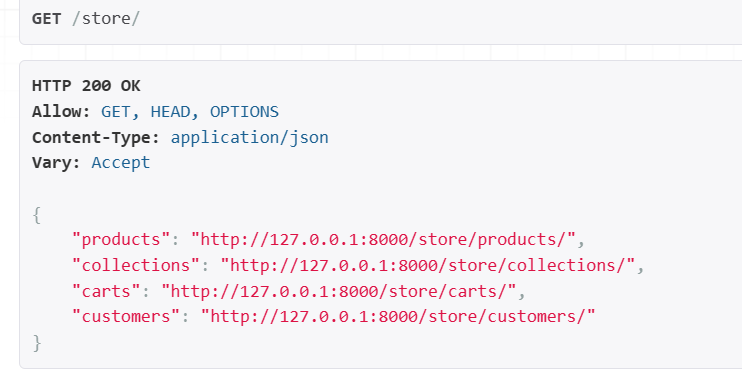 GET /store/
HTTP 200 OK
Allow: GET, HEAD, OPTIONS
Content-Type: application/json
Vary: Accept
{
    "products": "http://127.0.0.1:8000/store/products/",
    "collections": "http://127.0.0.1:8000/store/collections/",
    "carts": "http://127.0.0.1:8000/store/carts/",
    "customers": "http://127.0.0.1:8000/store/customers/"
}